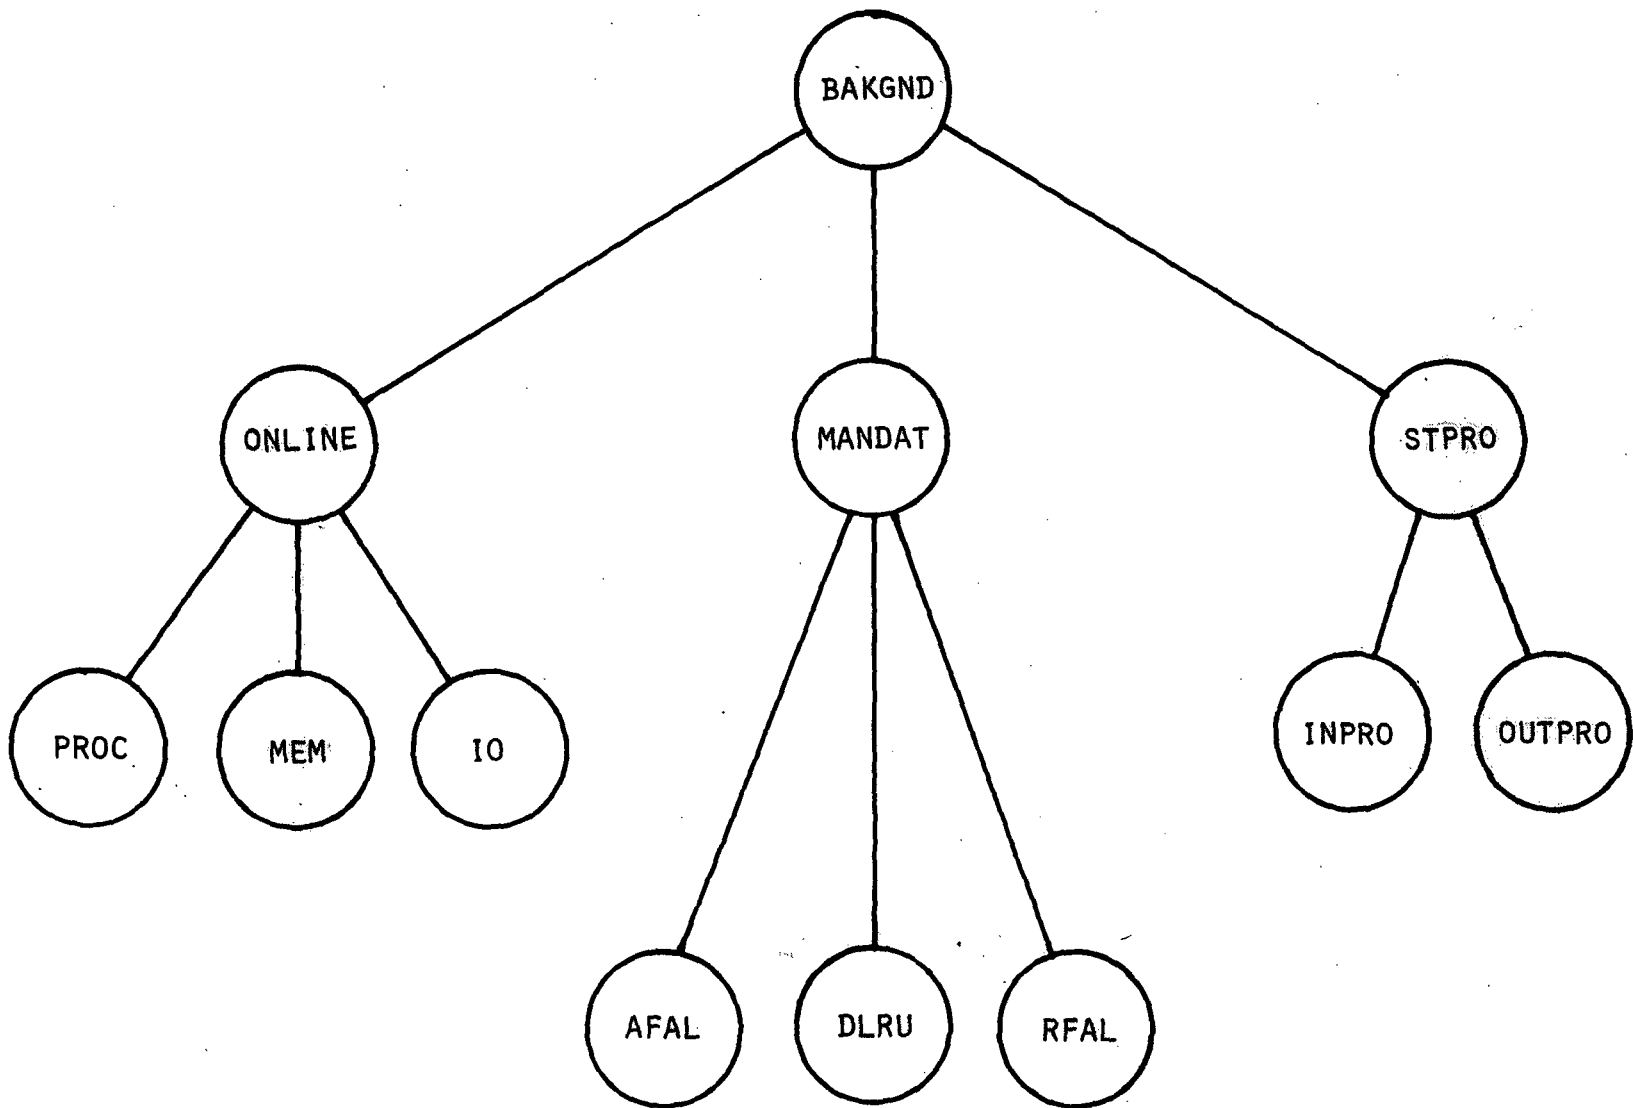 BAKGND
ONLINE
MANDAT
STPRO
PROC
MEM
IO
INPRO
OUTPRO
AFAL
DLRU
RFAL